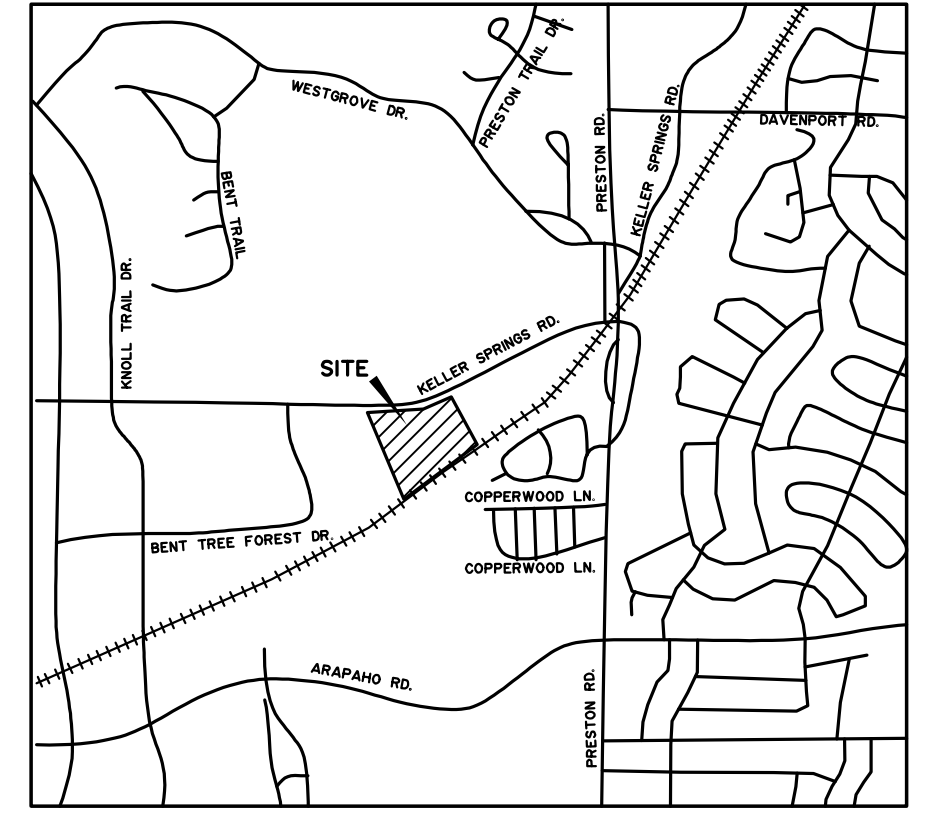 PRESTON TRAIL DR.
WESTGROVE DR.
PRESTON RD.
KELLER SPRINGS RD.
DAVENPORT RD.
BENT TRAIL
KNOLL TRAIL DR.
KELLER SPRINGS RD.
SITE
COPPERWOOD LN.
BENT TREE FOREST DR.
COPPERWOOD LN.
ARAPAHO RD.
PRESTON RD.